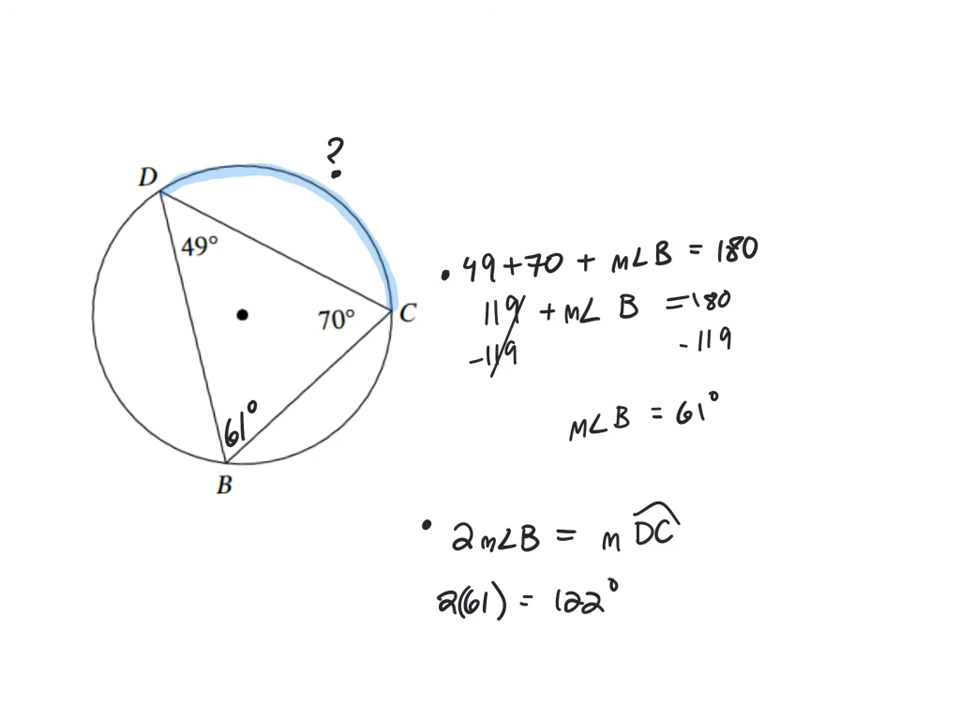 ?
D
49°
C
70°
61°
B
• 49+70 + m∠B = 180
119 + m∠ B = 180
-119 -119
m∠B = 61°
• 2m∠B = m DC
2(61) = 122°